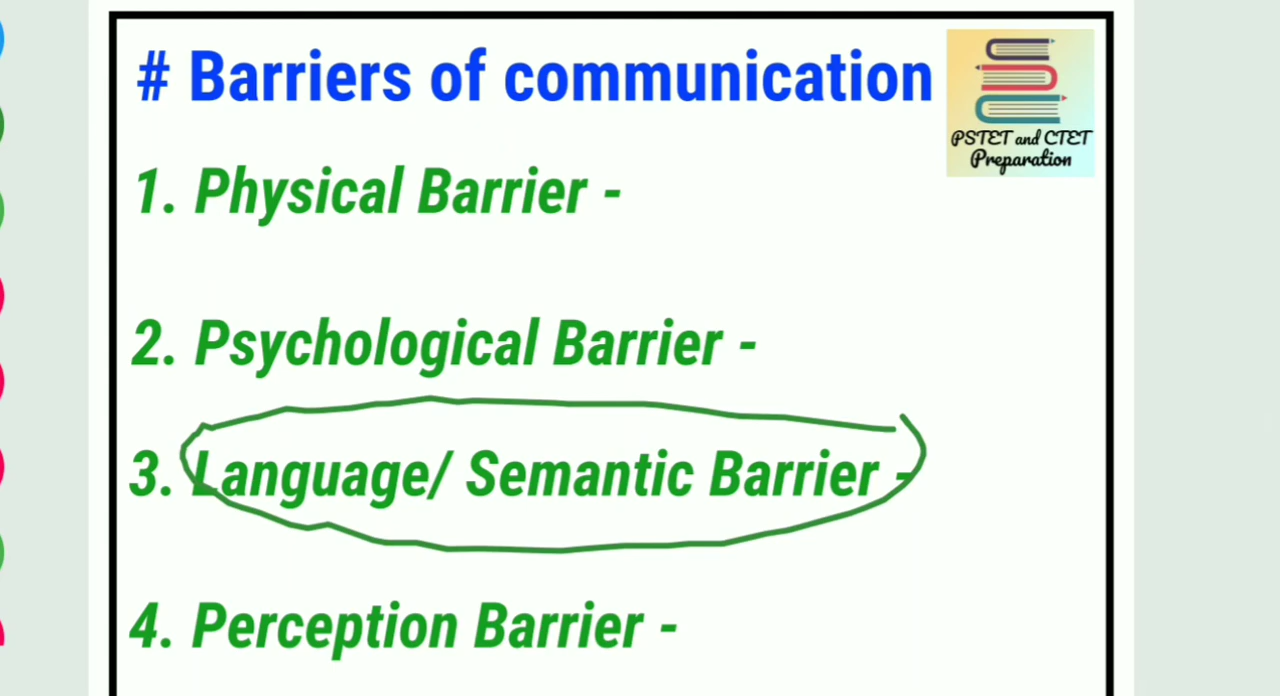 # Barriers of communication
PSTET and CTET
Preparation
1. Physical Barrier -
2. Psychological Barrier -
3. Language/ Semantic Barrier -
4. Perception Barrier -